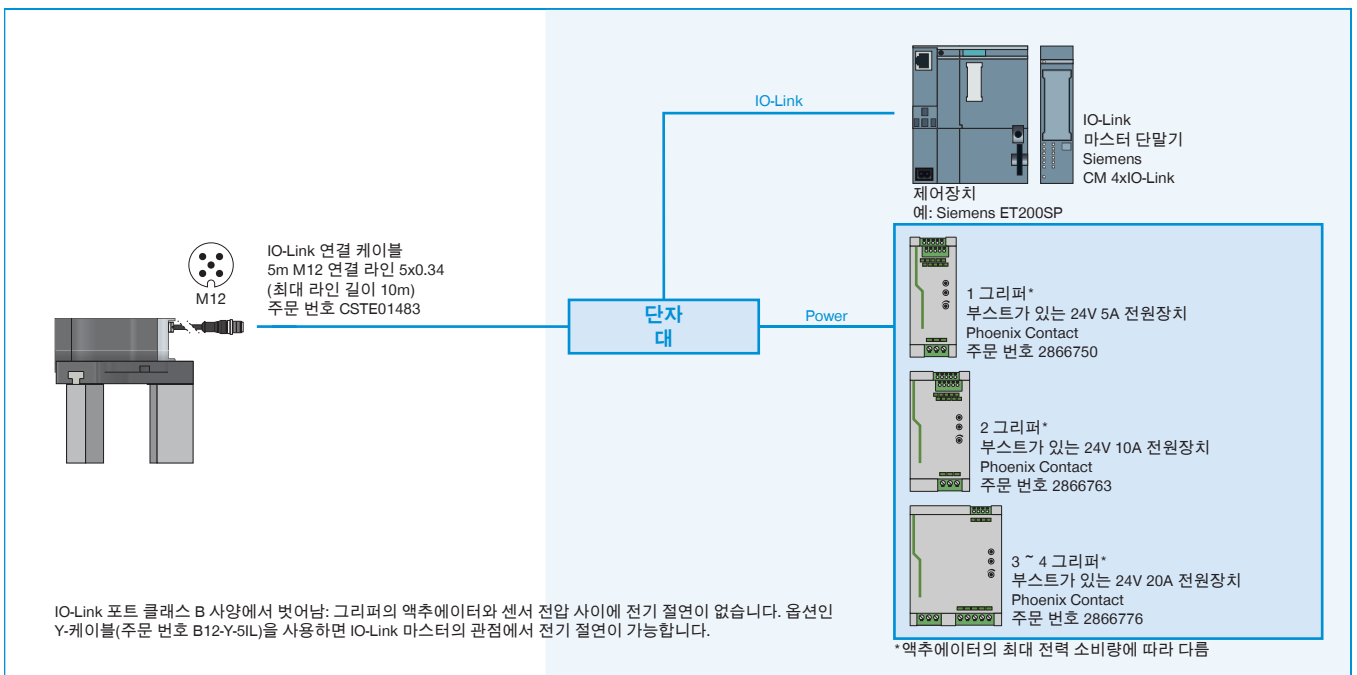 IO-Link
IO-Link
마스터 단말기
Siemens
CM 4xIO-Link
제어장치
예: Siemens ET200SP
M12
IO-Link 연결 케이블
5m M12 연결 라인 5x0.34
(최대 라인 길이 10m)
주문 번호 CSTE01483
단자
대
Power
1 그리퍼*
부스트가 있는 24V 5A 전원장치
Phoenix Contact
주문 번호 2866750
2 그리퍼*
부스트가 있는 24V 10A 전원장치
Phoenix Contact
주문 번호 2866763
3 ~ 4 그리퍼*
부스트가 있는 24V 20A 전원장치
Phoenix Contact
주문 번호 2866776
IO-Link 포트 클래스 B 사양에서 벗어남: 그리퍼의 액추에이터와 센서 전압 사이에 전기 절연이 없습니다. 옵션인
Y-케이블(주문 번호 B12-Y-5IL)을 사용하면 IO-Link 마스터의 관점에서 전기 절연이 가능합니다.
*액추에이터의 최대 전력 소비량에 따라 다름